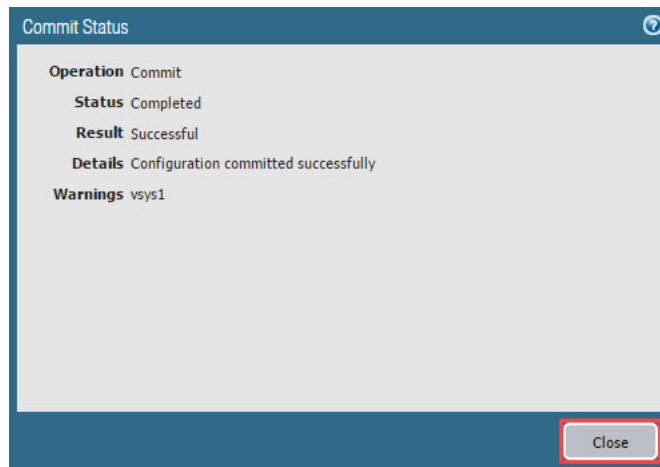 Commit Status
Operation Commit
Status Completed
Result Successful
Details Configuration committed successfully
Warnings vsys1
Close